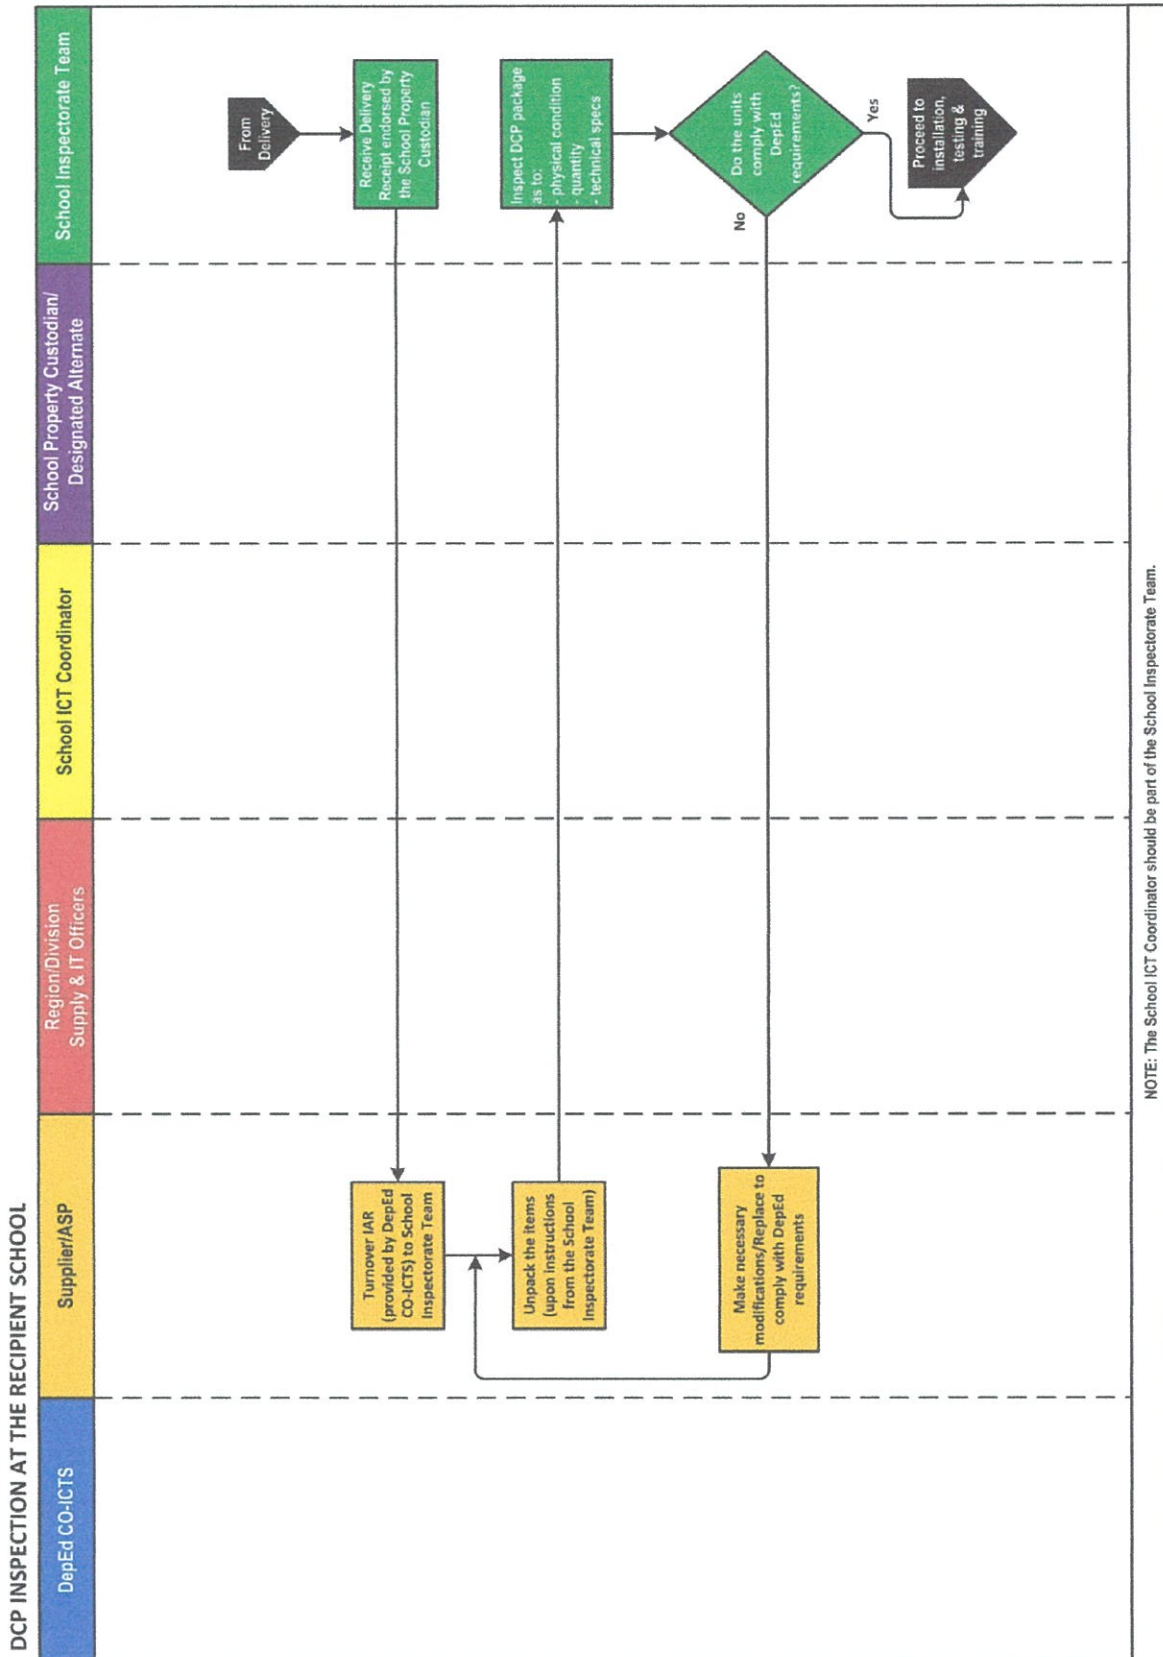 DCP INSPECTION AT THE RECIPIENT SCHOOL
DepEd CO-ICTS
Supplier/ASP
Region/Division
Supply & IT Officers
School ICT Coordinator
School Property Custodian/
Designated Alternate
School Inspectorate Team
From
Delivery
Receive Delivery
Receipt endorsed by
the School Property
Custodian
Turnover IAR
(provided by DepEd
CO-ICTS) to School
Inspectorate Team
Unpack the items
(upon instructions
from the School
Inspectorate Team)
Inspect DCP package
as to:
- physical condition
- quantity
- technical specs
Do the units
comply with
DepEd
requirements?
No
Yes
Make necessary
modifications/Replace to
comply with DepEd
requirements
Proceed to
installation,
testing &
training
NOTE: The School ICT Coordinator should be part of the School Inspectorate Team.